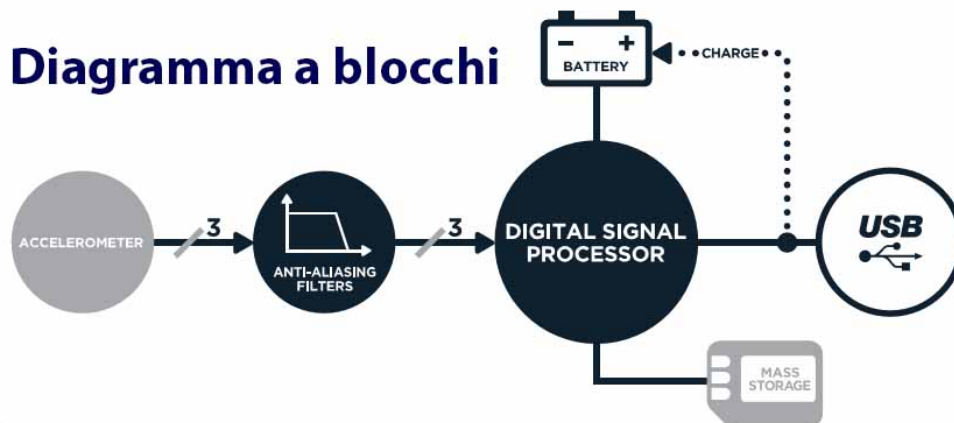 Diagramma a blocchi
- +
BATTERY
CHARGE
ACCELEROMETER
3
ANTI-ALIASING
FILTERS
3
DIGITAL SIGNAL
PROCESSOR
USB
MASS
STORAGE